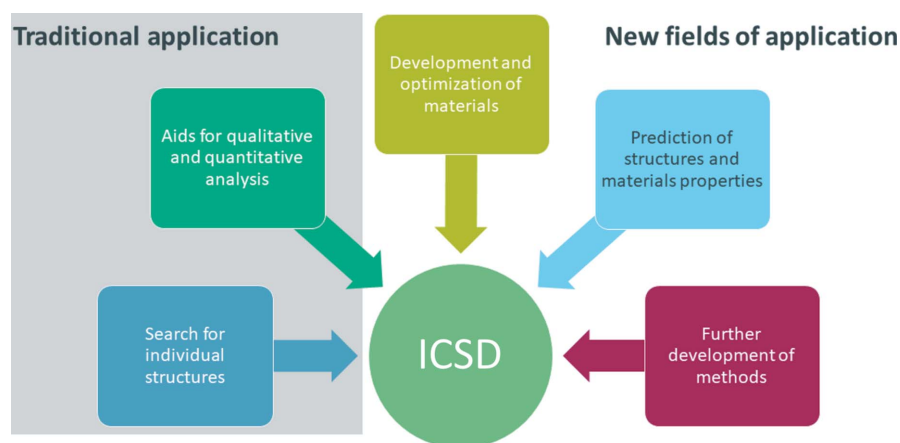 Traditional application
New fields of application
Development and
optimization of
materials
Aids for qualitative
and quantitative
analysis
Prediction of
structures and
materials properties
Search for
individual
structures
ICSD
Further
development of
methods